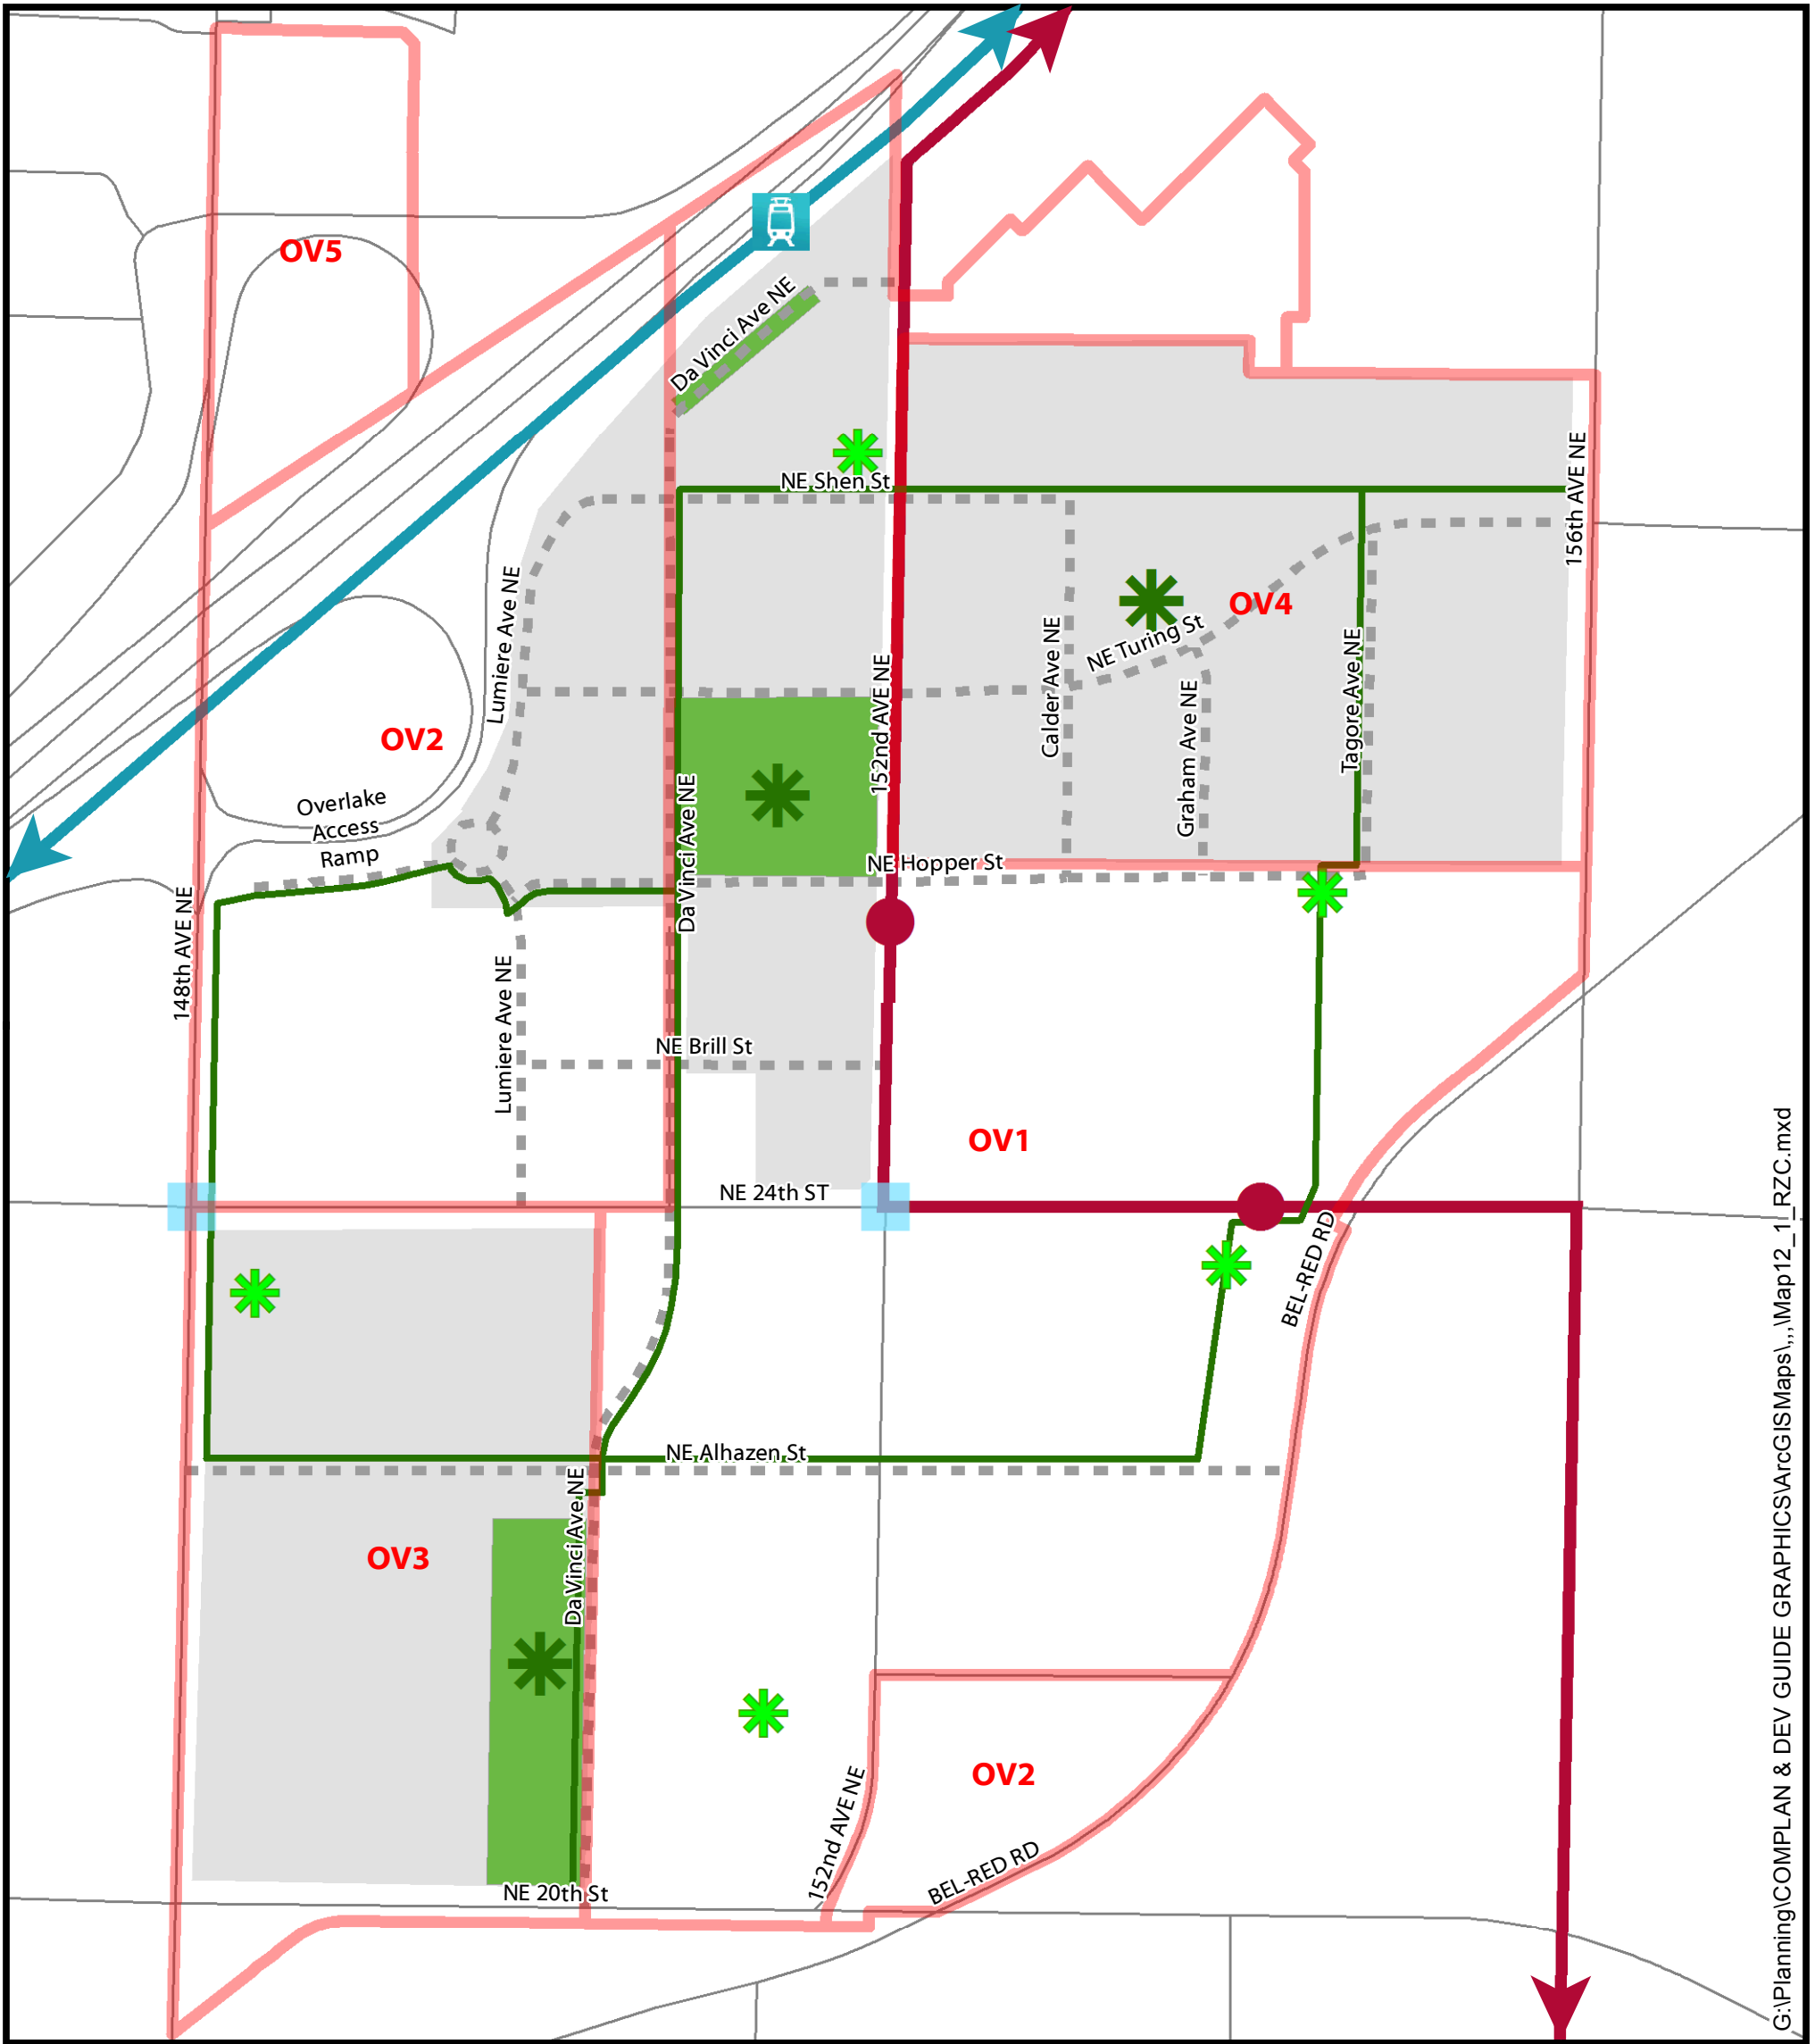 OV5
Da Vinci Ave NE
NE Shen St
156th AVE NE
Lumiere Ave NE
OV4
NE Turing St
Calder Ave NE
152nd AVE NE
Tagore Ave NE
Graham Ave NE
OV2
Overlake
Access
Ramp
Da Vinci Ave NE
NE Hopper St
148th AVE NE
Lumiere Ave NE
NE Brill St
OV1
NE 24th ST
BEL-RED RD
NE Alhazen St
Da Vinci Ave NE
OV3
OV2
152nd AVE NE
BEL-RED RD
NE 20th St
G:\Planning\COMPLAN & DEV GUIDE GRAPHICS\ArcGISMaps\,,,\Map12_1_RZC.mxd